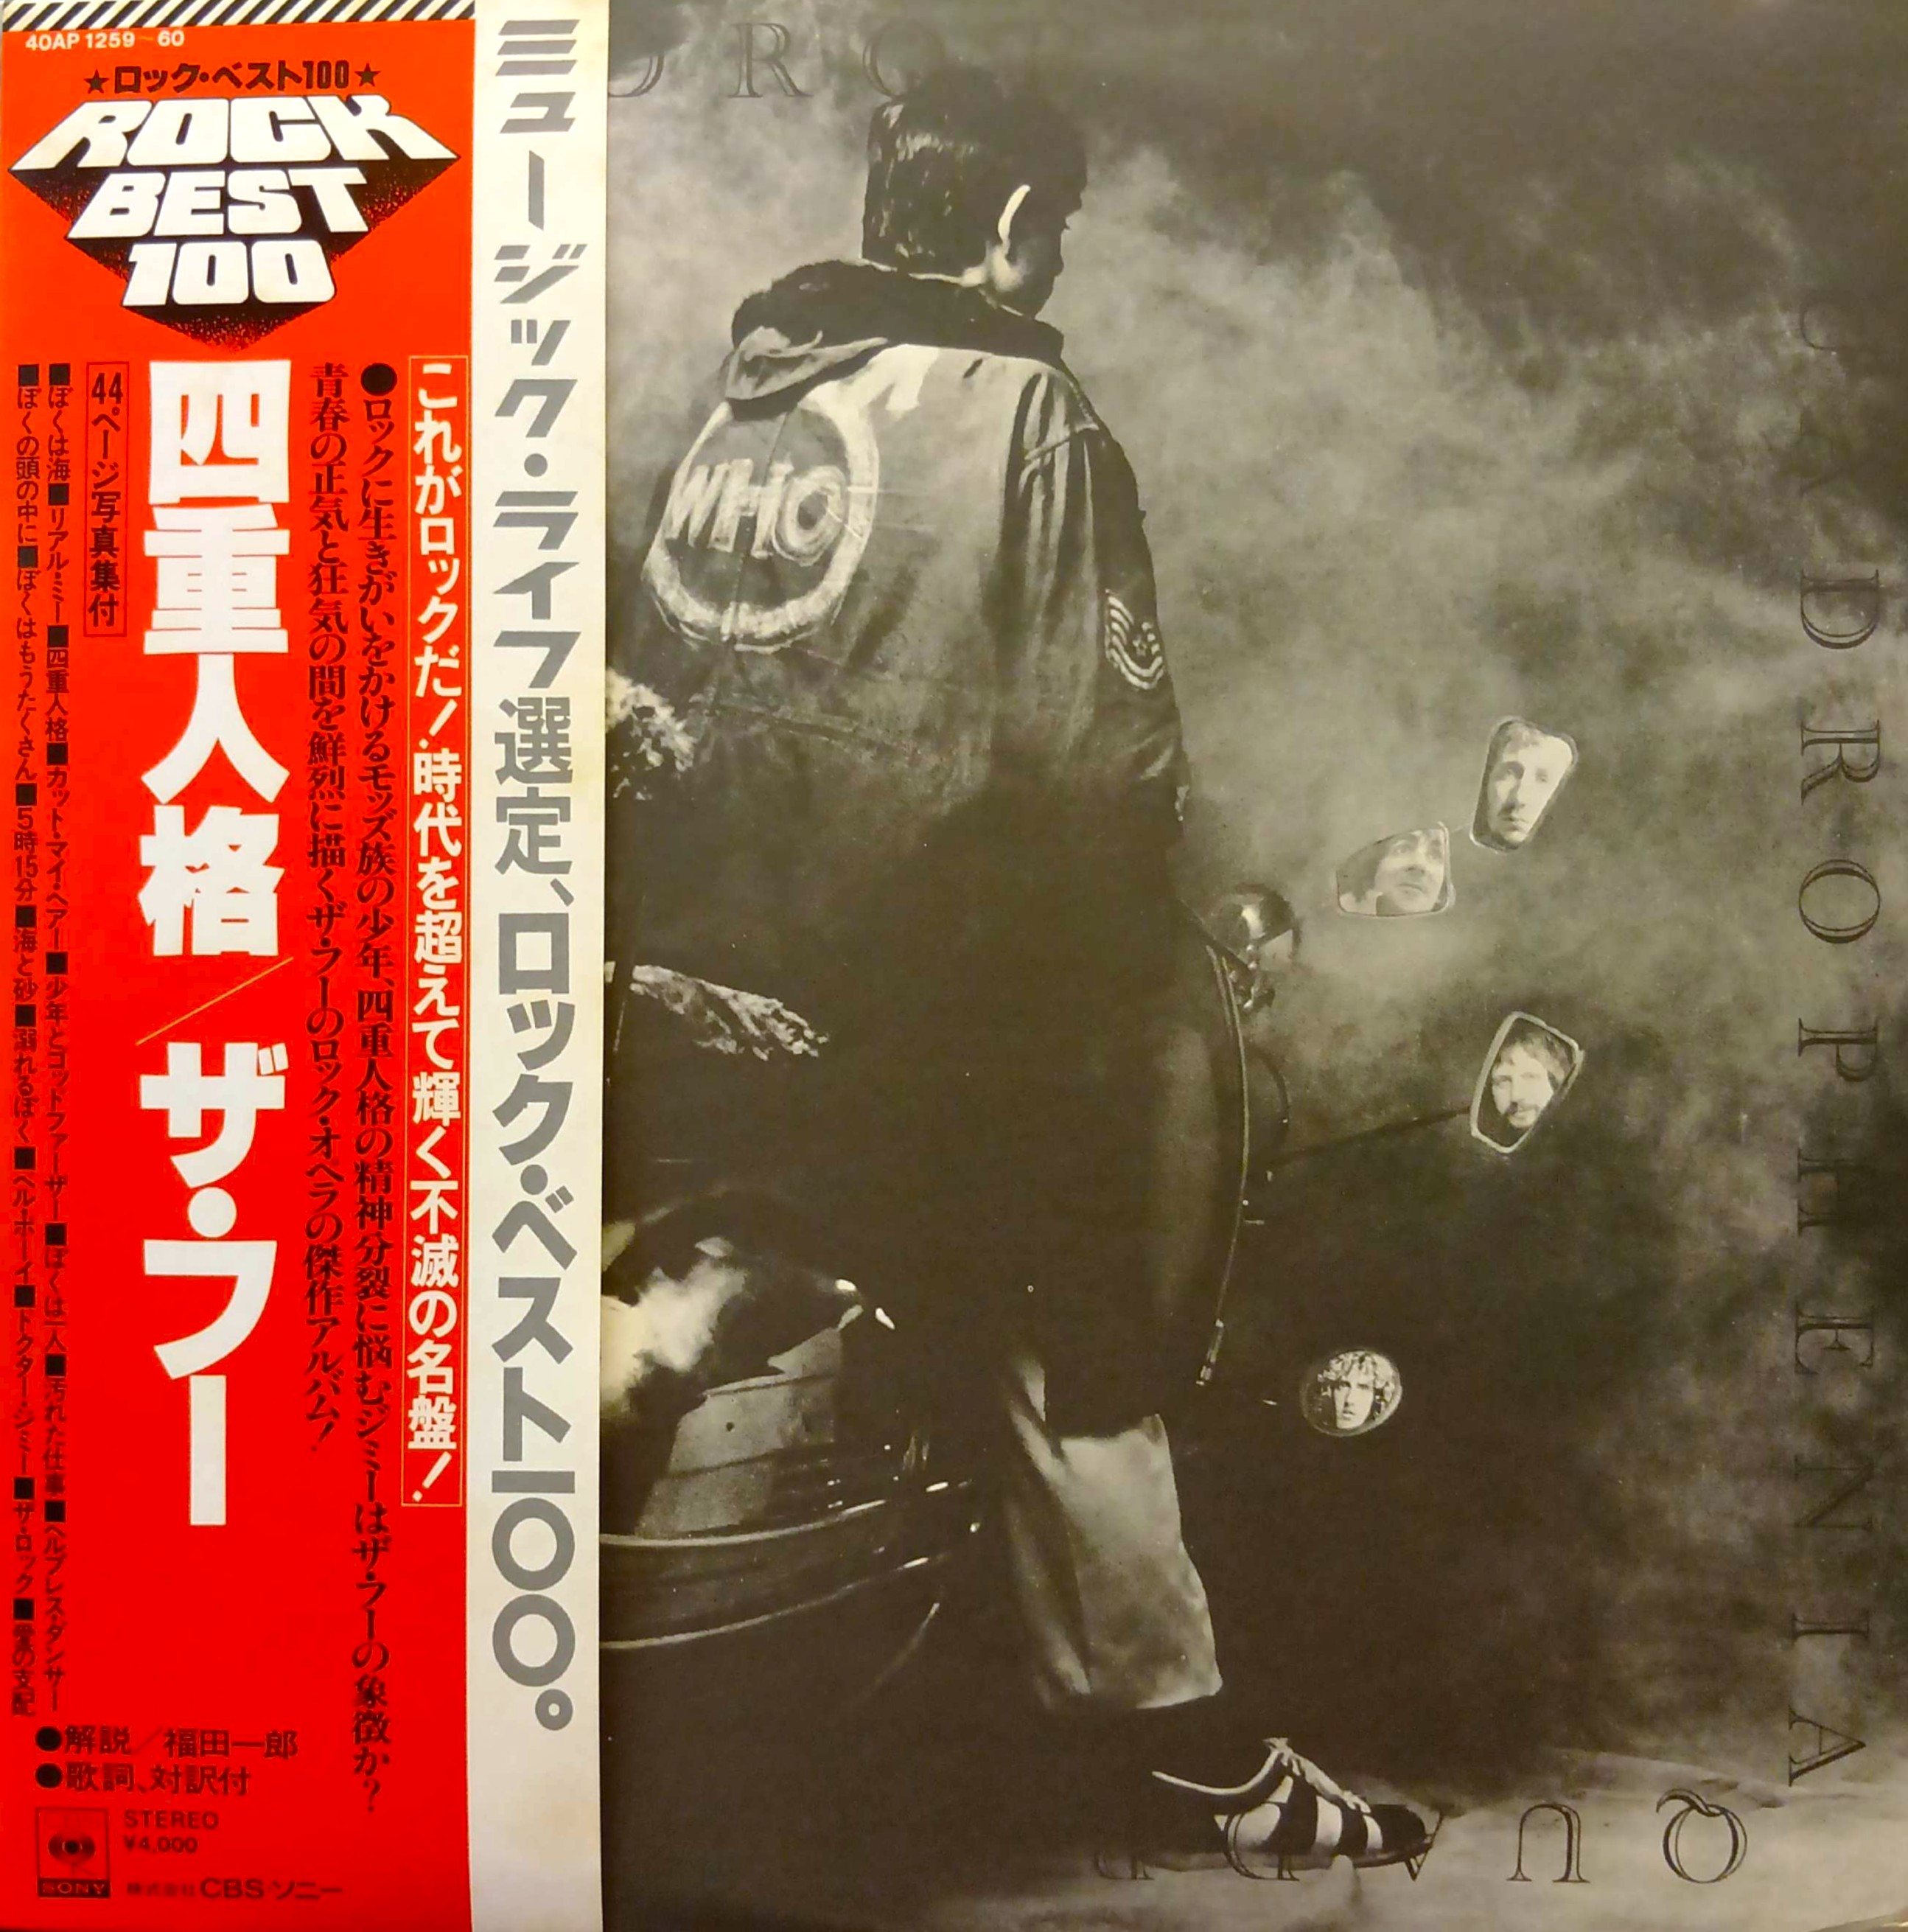 40AP 1259~60
★ロック・ベスト100★
ROCK
BEST
100
ミュージック・ライフ選定、ロック・ベスト一〇〇。
これがロックだ!時代を超えて輝く不滅の名盤!
●ロックに生きがいをかけるモッズ族の少年、四重人格の精神分裂に悩むジミーはザ・フーの象徴か?
青春の正気と狂気の間を鮮烈に描くザ・フーのロック・オペラの傑作アルバム!
四重人格/ザ・フー
44ページ写真集付
■ぼくは海■リアル・ミー■四重人格■カット・マイ・ヘアー■少年とゴッドファーザー■ぼくは一人■汚れた仕事■ヘルプレス・ダンサー
■ぼくの頭の中に■ぼくはもうたくさん■5時15分■海と砂■溺れるぼく■ベル・ボーイ■ドクター・ジミー■ザ・ロック■愛の支配
●解説/福田一郎
●歌詞、対訳付
STEREO
¥4,000
SONY
株式会社CBS・ソニー
WHO
DRO
UADROPHENIA
QUADR